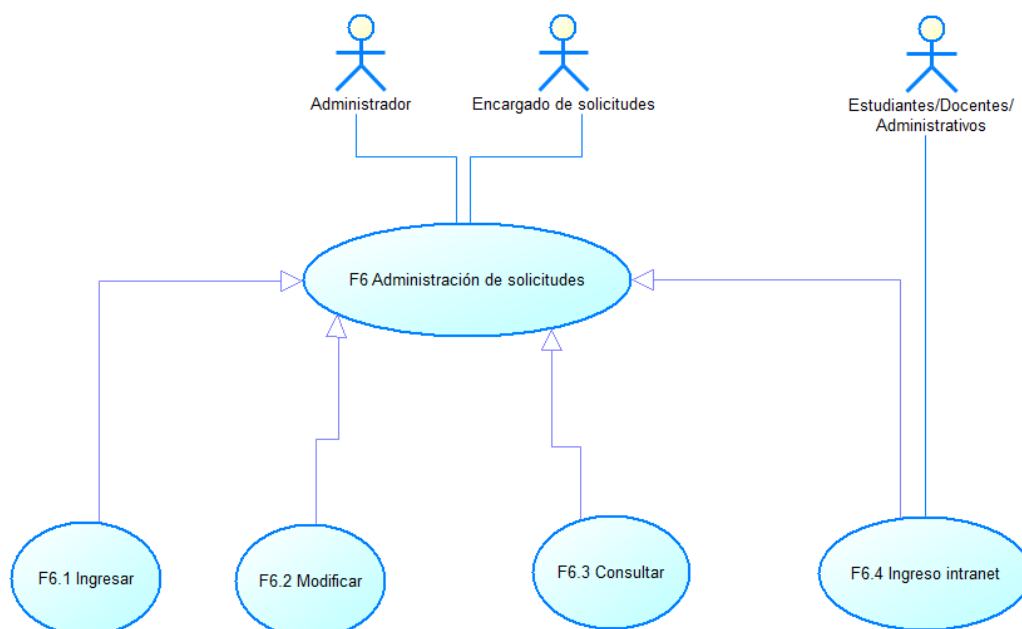 Administrador
Encargado de solicitudes
Estudiantes/Docentes/
Administrativos
F6 Administración de solicitudes
F6.1 Ingresar
F6.2 Modificar
F6.3 Consultar
F6.4 Ingreso intranet